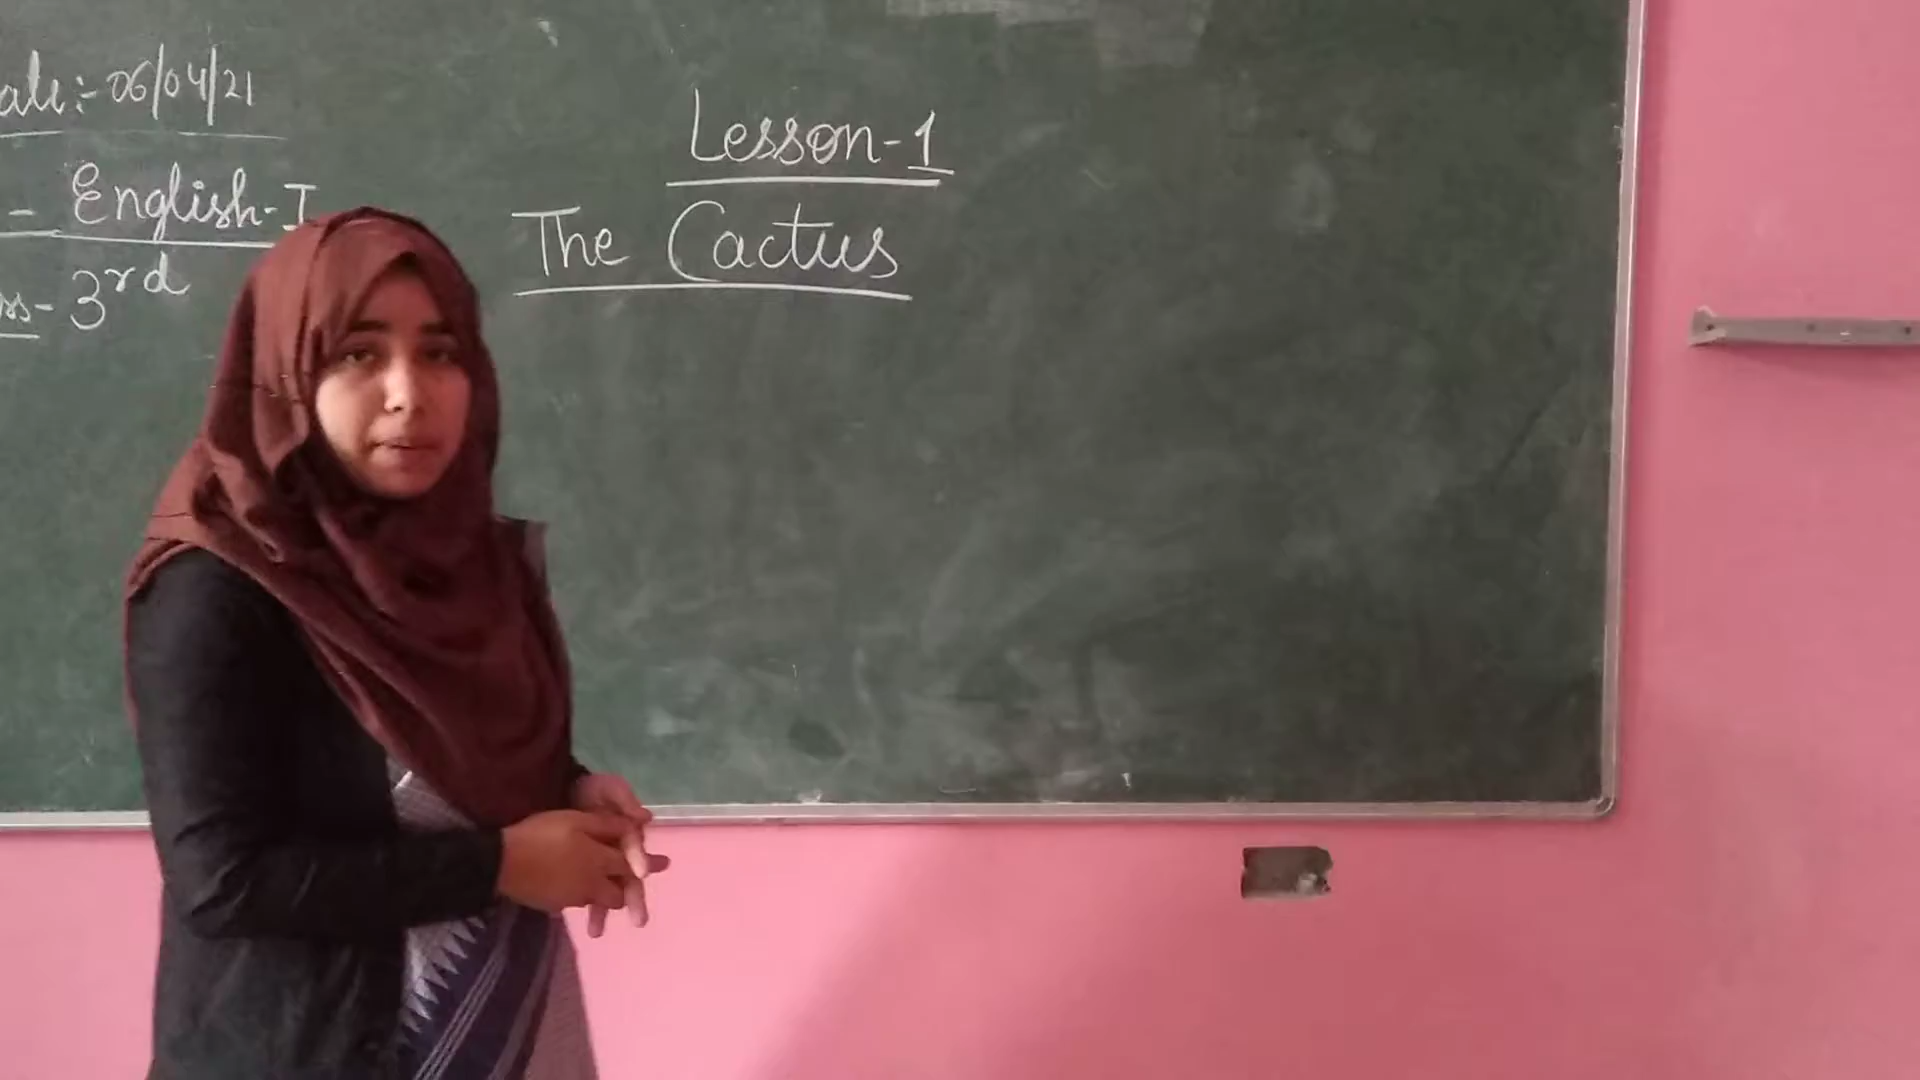 06/04/21
- English-I
3rd
Lesson-1
The Cactus